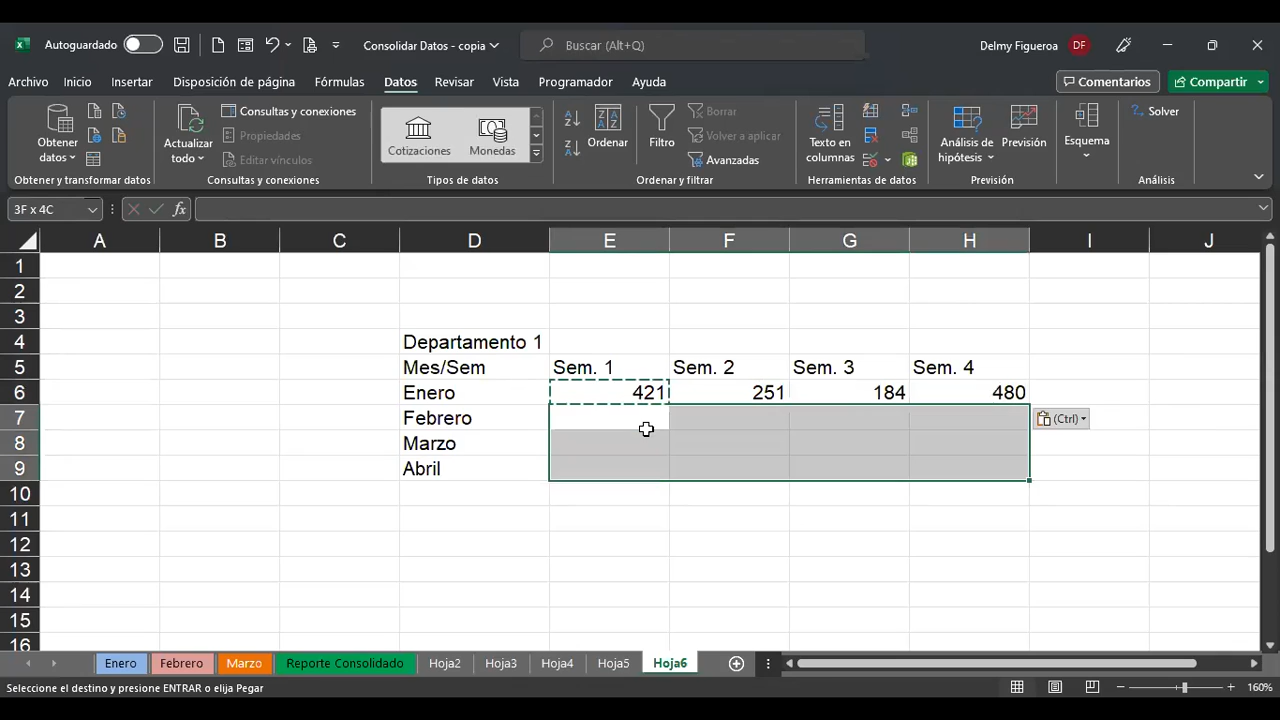 Autoguardado
Consolidar Datos - copia
Buscar (Alt+Q)
Delmy Figueroa DF
Archivo Inicio Insertar Disposición de página Fórmulas Datos Revisar Vista Programador Ayuda
Comentarios Compartir
Obtener datos
Actualizar todo
Consultas y conexiones
Propiedades
Editar vínculos
Cotizaciones Monedas
Ordenar
Filtro
Borrar
Volver a aplicar
Avanzadas
Texto en columnas
Análisis de hipótesis
Previsión
Esquema
Solver
Obtener y transformar datos Consultas y conexiones Tipos de datos Ordenar y filtrar Herramientas de datos Previsión Análisis
3F x 4C fx
A B C D E F G H I J
1
2
3
4 Departamento 1
5 Mes/Sem Sem. 1 Sem. 2 Sem. 3 Sem. 4
6 Enero 421 251 184 480
7 Febrero (Ctrl)
8 Marzo
9 Abril
10
11
12
13
14
15
16
Enero Febrero Marzo Reporte Consolidado Hoja2 Hoja3 Hoja4 Hoja5 Hoja6
Seleccione el destino y presione ENTRAR o elija Pegar 160%